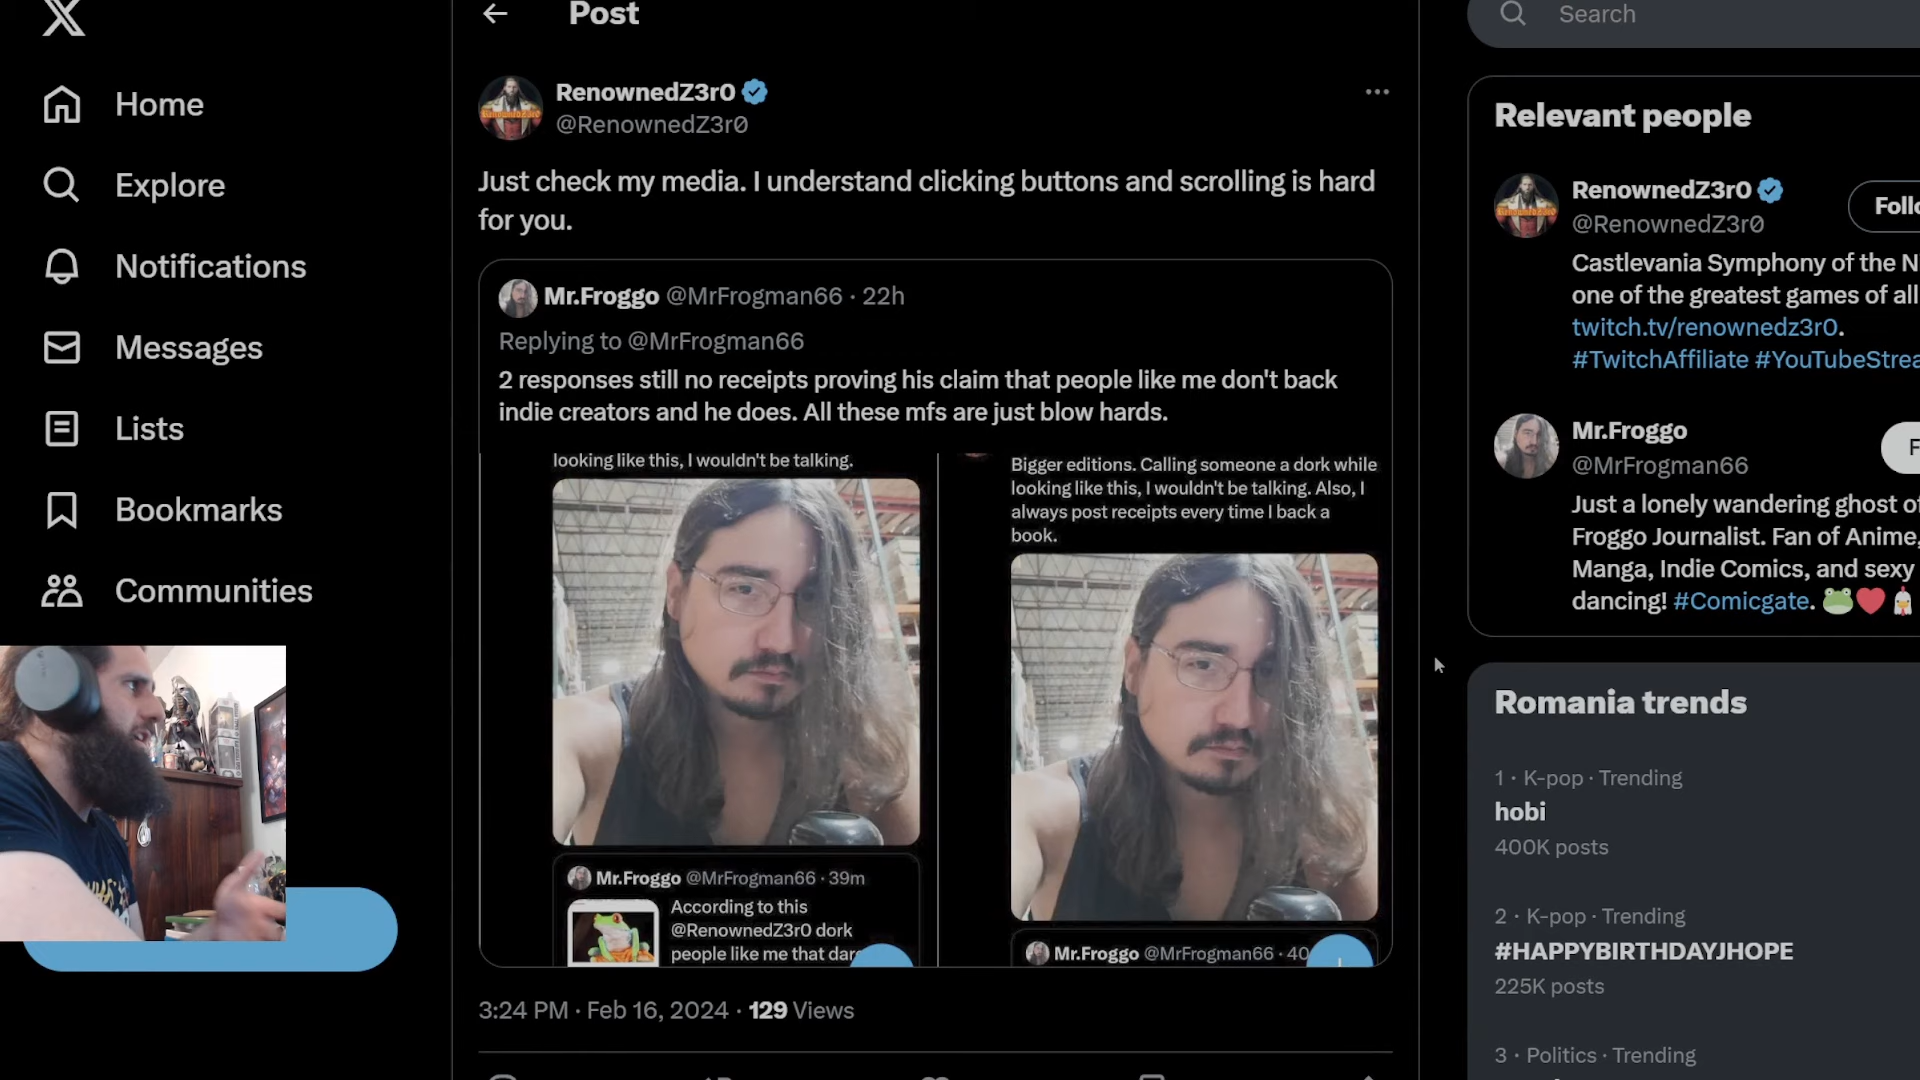 Post
Search
Home
Explore
Notifications
Messages
Lists
Bookmarks
Communities
RenownedZ3r0
@RenownedZ3r0
Just check my media. I understand clicking buttons and scrolling is hard
for you.
Mr.Froggo @MrFrogman66 · 22h
Replying to @MrFrogman66
2 responses still no receipts proving his claim that people like me don't back
indie creators and he does. All these mfs are just blow hards.
looking like this, I wouldn't be talking.
Mr.Froggo @MrFrogman66 · 39m
According to this
@RenownedZ3r0 dork
people like me that dar
Bigger editions. Calling someone a dork while
looking like this, I wouldn't be talking. Also, I
always post receipts every time I back a
book.
Mr.Froggo @MrFrogman66 · 40
3:24 PM · Feb 16, 2024 · 129 Views
Relevant people
RenownedZ3r0
@RenownedZ3r0
Follo
Castlevania Symphony of the N
one of the greatest games of all
twitch.tv/renownedz3r0.
#TwitchAffiliate #YouTubeStrea
Mr.Froggo
@MrFrogman66
F
Just a lonely wandering ghost of
Froggo Journalist. Fan of Anime,
Manga, Indie Comics, and sexy
dancing! #Comicgate. 🐸❤️🐔
Romania trends
1 · K-pop · Trending
hobi
400K posts
2 · K-pop · Trending
#HAPPYBIRTHDAYJHOPE
225K posts
3 · Politics · Trending